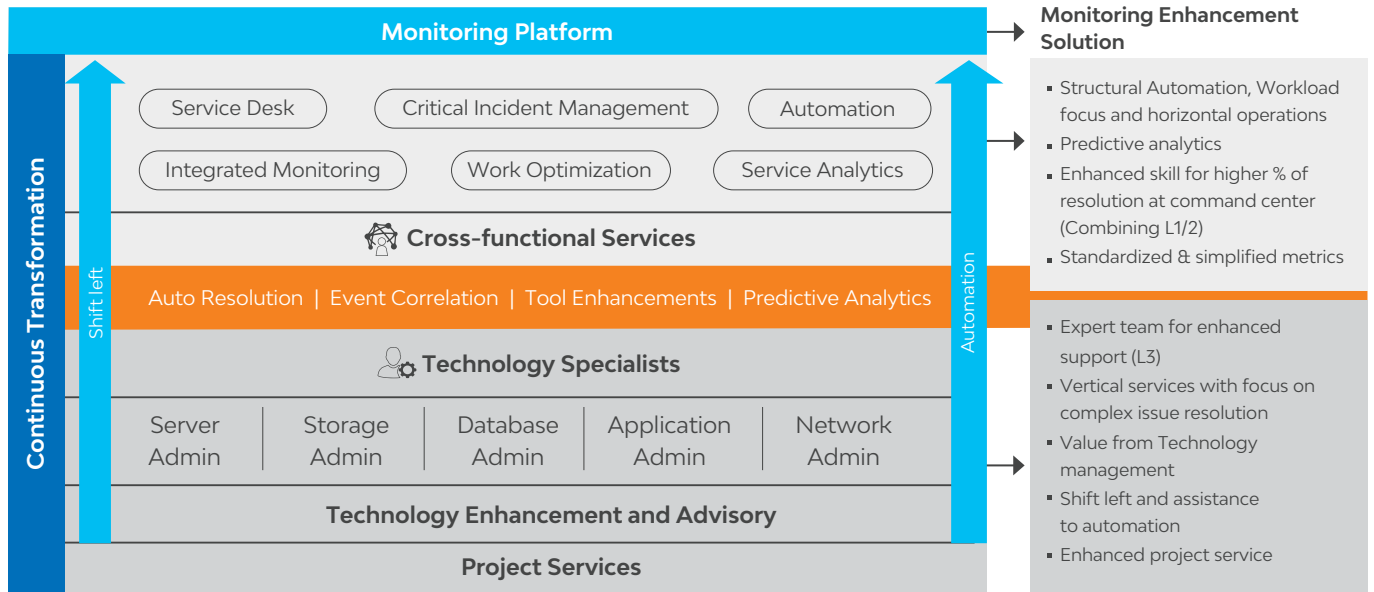 Monitoring Platform
Monitoring Enhancement
Solution
Continuous Transformation
Shift left
Automation
Service Desk
Critical Incident Management
Automation
Integrated Monitoring
Work Optimization
Service Analytics
Cross-functional Services
Auto Resolution | Event Correlation | Tool Enhancements | Predictive Analytics
Technology Specialists
Server
Admin
Storage
Admin
Database
Admin
Application
Admin
Network
Admin
Technology Enhancement and Advisory
Project Services
▪ Structural Automation, Workload
focus and horizontal operations
▪ Predictive analytics
▪ Enhanced skill for higher % of
resolution at command center
(Combining L1/2)
▪ Standardized & simplified metrics
▪ Expert team for enhanced
support (L3)
▪ Vertical services with focus on
complex issue resolution
▪ Value from Technology
management
▪ Shift left and assistance
to automation
▪ Enhanced project service